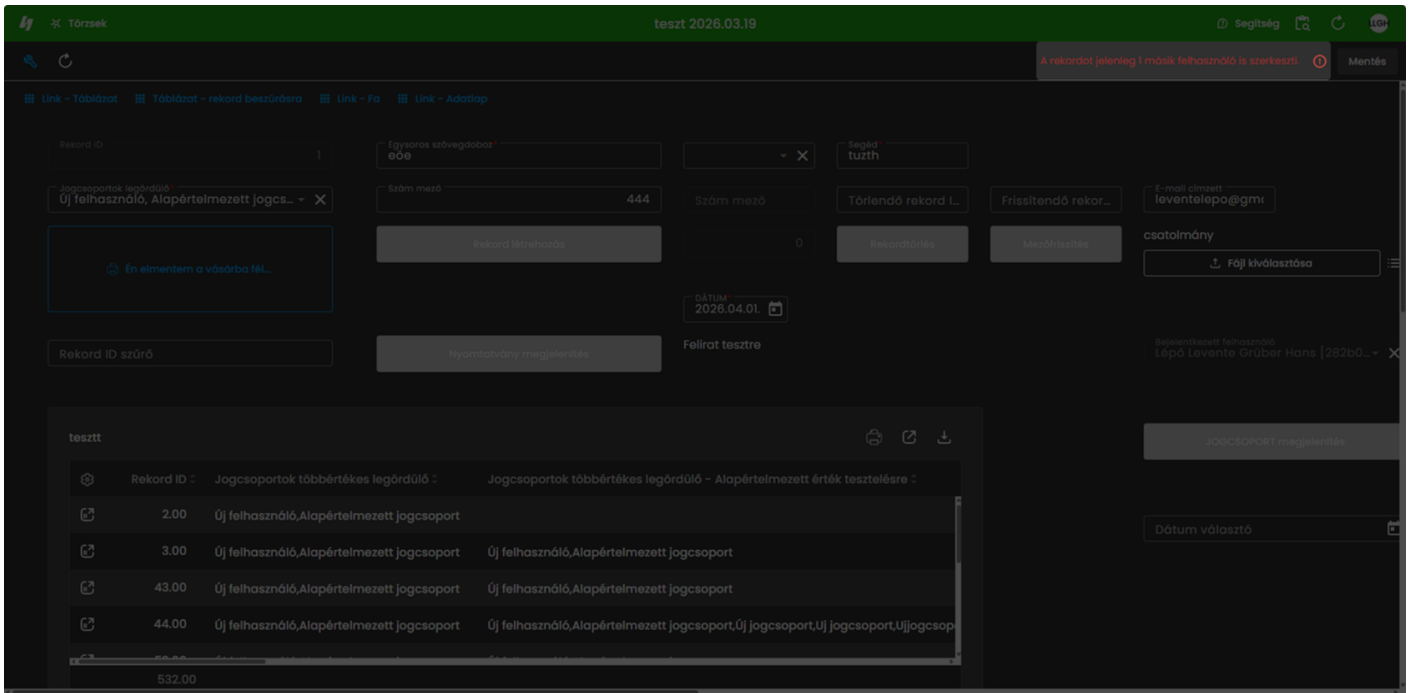 Törzsek
teszt 2026.03.19
Segítség
LGH
A rekordot jelenleg 1 másik felhasználó is szerkeszti.
Mentés
Link - Táblázat
Táblázat - rekord beszúrásra
Link - Fa
Link - Adatlap
Rekord ID
1
Egysoros szövegdoboz*
eőe
Segéd*
tuzth
Jogcsoportok legördülő*
Új felhasználó, Alapértelmezett jogcs...
Szám mező
444
Szám mező
Törlendő rekord I...
Frissítendő rekor...
E-mail címzett
leventelepo@gm
Én elmentem a vásárba fél...
Rekord létrehozás
0
Rekordtörlés
Mezőfrissítés
csatolmány
Fájl kiválasztása
DÁTUM*
2026.04.01.
Rekord ID szűrő
Nyomtatvány megjelenítés
Felirat tesztre
Bejelentkezett felhasználó
Lépő Levente Grüber Hans [282b0...
tesztt
JOGCSOPORT megjelenítés
Rekord ID
Jogcsoportok többértékes legördülő
Jogcsoportok többértékes legördülő - Alapértelmezett érték tesztelésre
2.00 Új felhasználó,Alapértelmezett jogcsoport
3.00 Új felhasználó,Alapértelmezett jogcsoport Új felhasználó,Alapértelmezett jogcsoport
Dátum választó
43.00 Új felhasználó,Alapértelmezett jogcsoport Új felhasználó,Alapértelmezett jogcsoport
44.00 Új felhasználó,Alapértelmezett jogcsoport Új felhasználó,Alapértelmezett jogcsoport,Új jogcsoport,Uj jogcsoport,Ujjogcsop
532.00